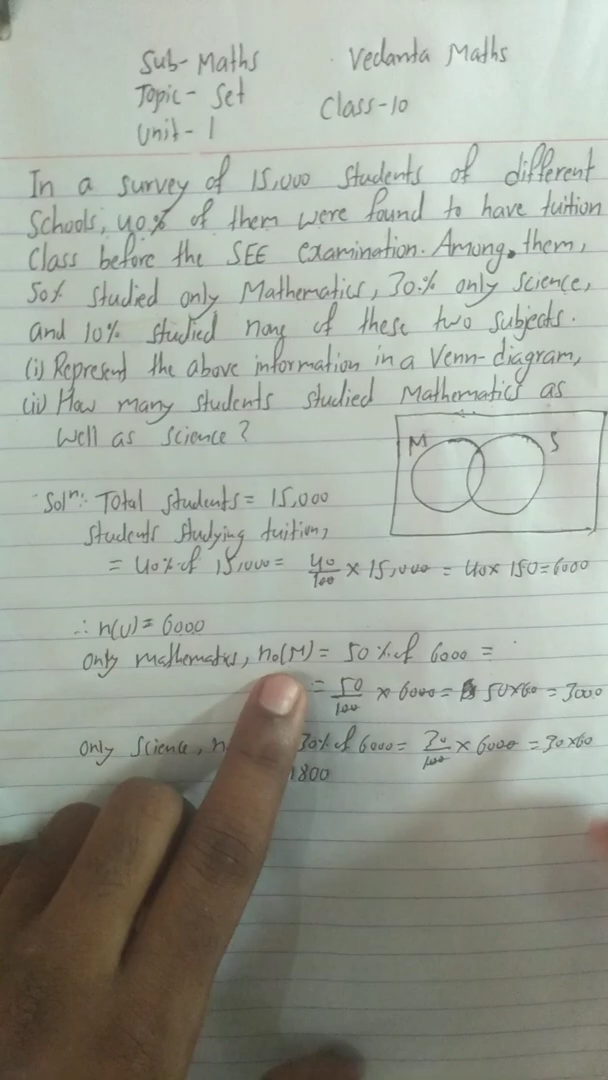 Sub- Maths Vedanta Maths
Topic- Set Class-10
Unit- 1
In a survey of 15,000 students of different
Schools, 40% of them were found to have tuition
Class before the SEE examination. Among, them,
50% studied only Mathematics, 30% only science,
and 10% studied none of these two subjects.
(i) Represent the above information in a Venn-diagram,
(ii) How many students studied Mathematics as
well as science?
M S
Solⁿ: Total students = 15,000
students studying tuition,
= 40% of 15,000 = 40/100 × 15,000 = 40 × 150 = 6000
∴ n(U) = 6000
Only mathematics, n₀(M) = 50% of 6000 =
= 50/100 × 6000 = 50×60 = 3000
Only Science, n 30% of 6000 = 30/100 × 6000 = 30×60
1800